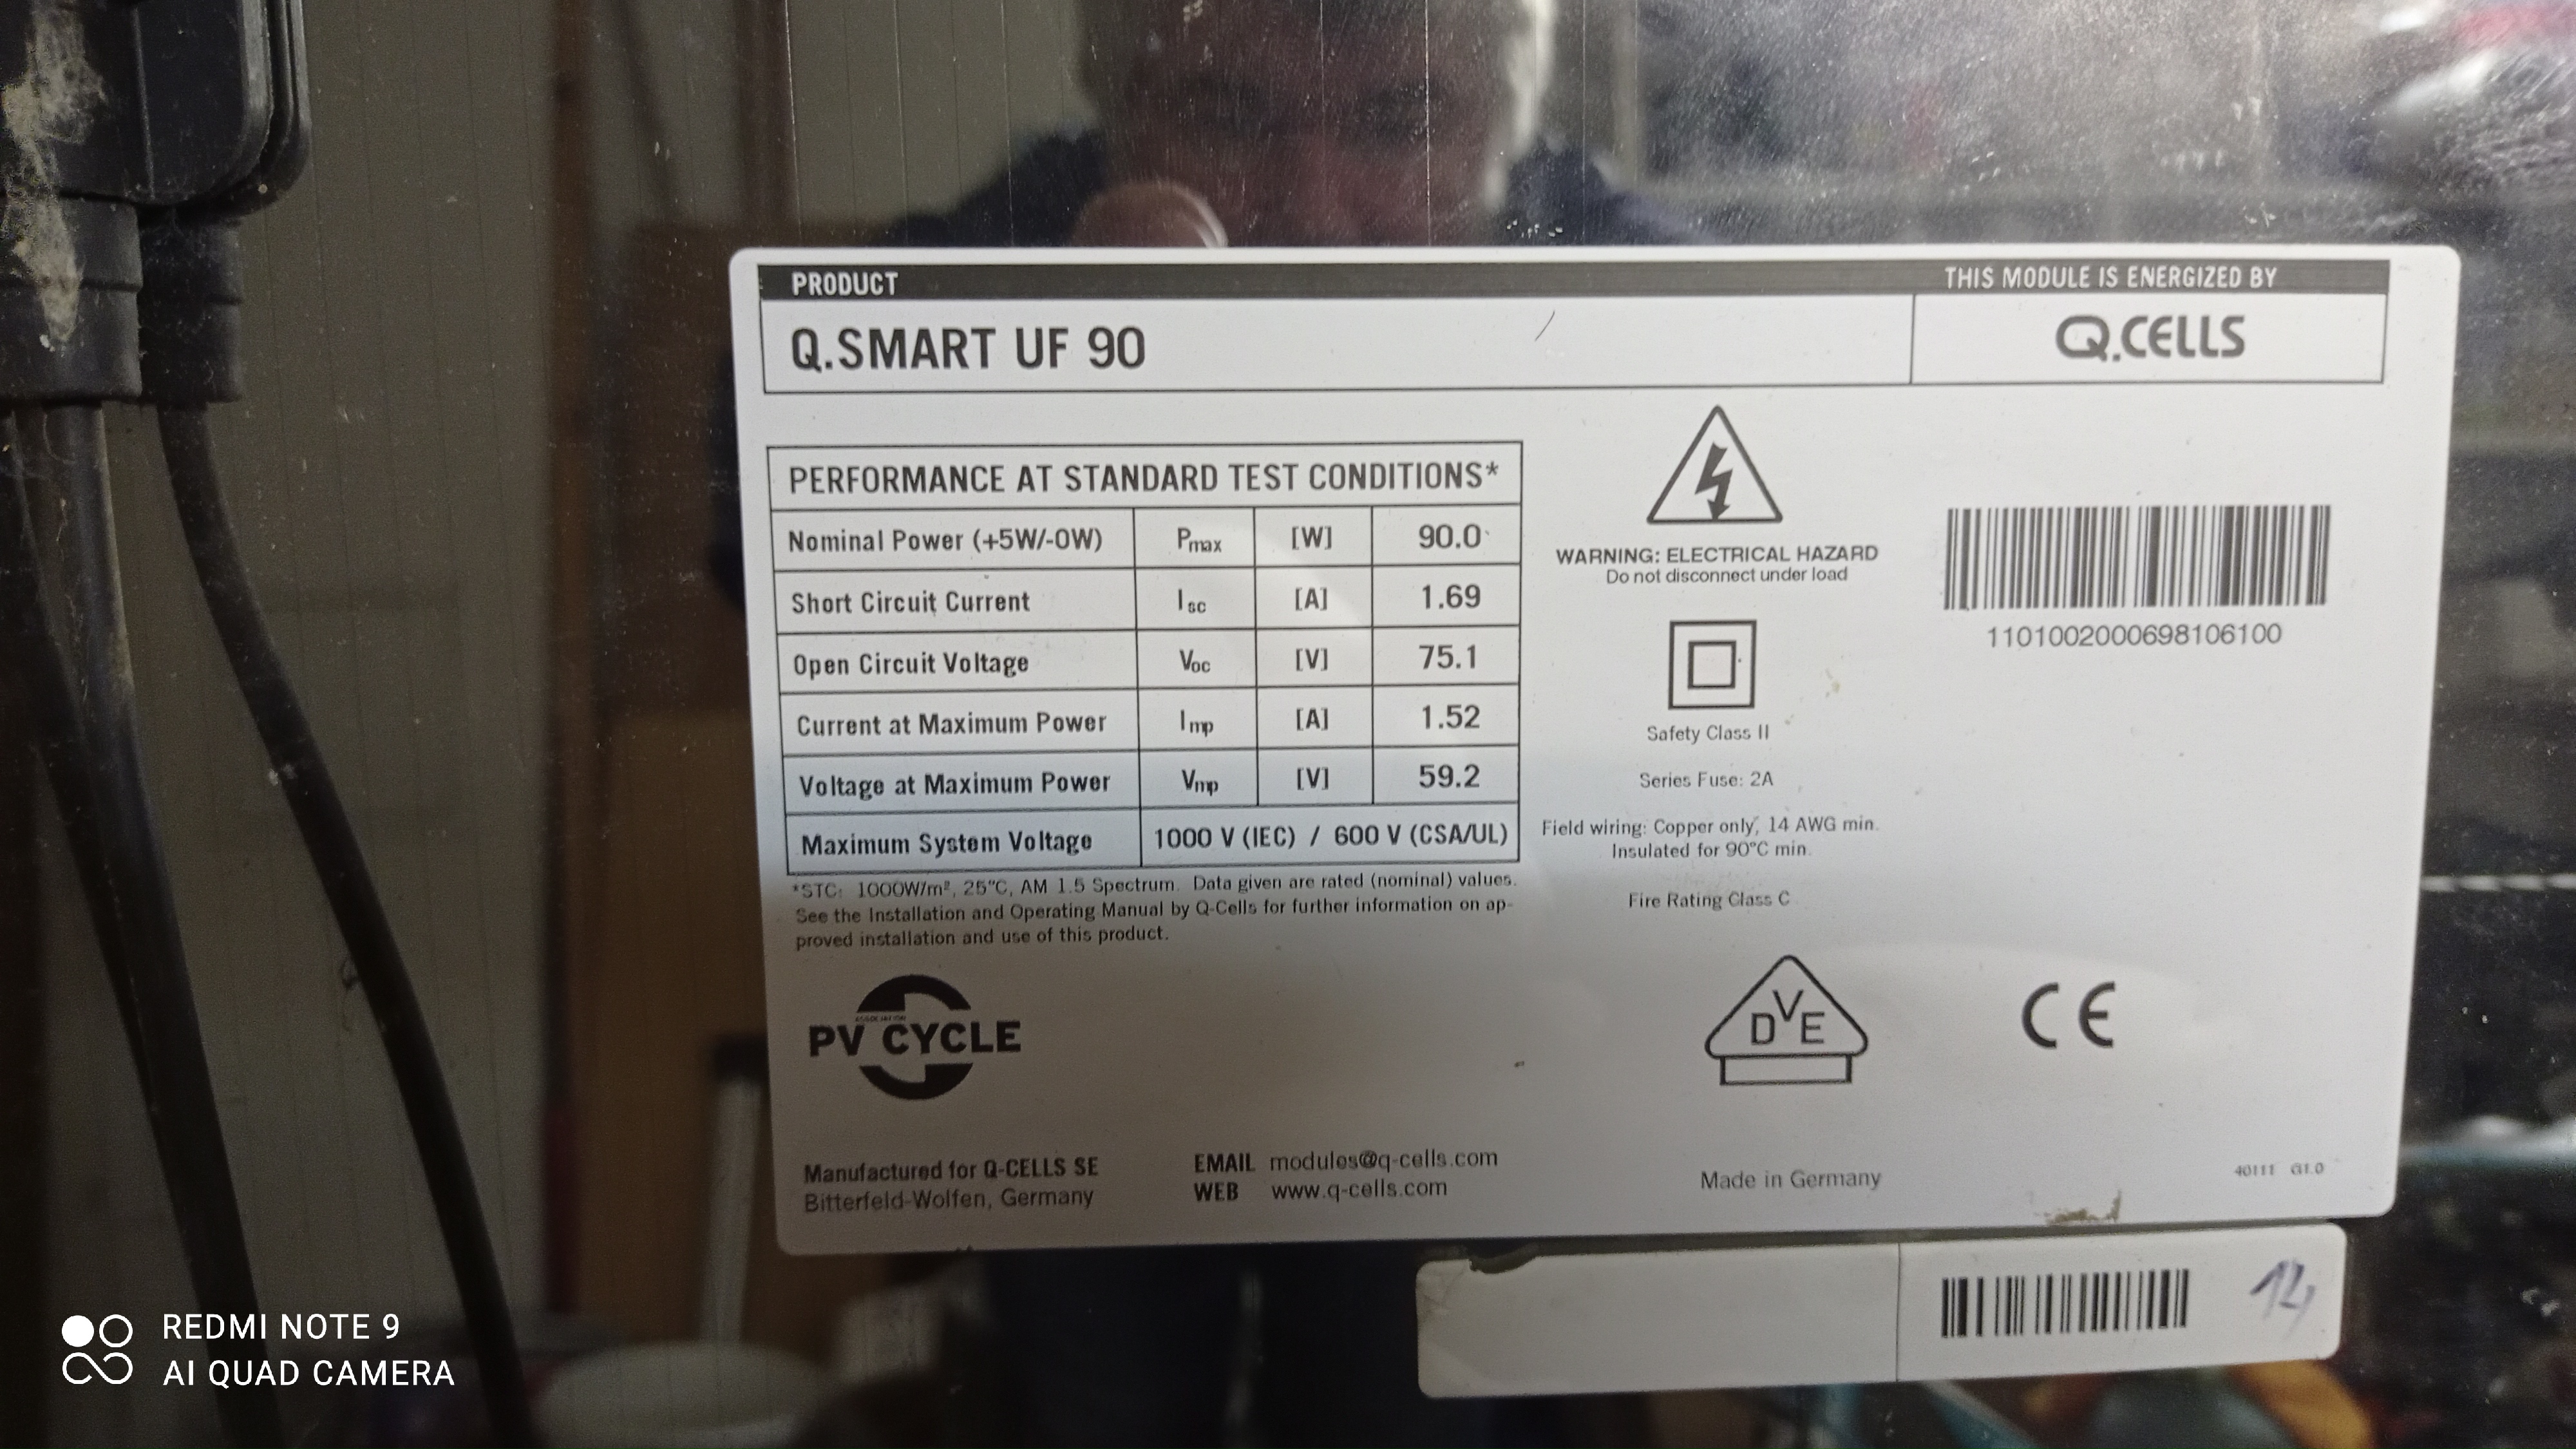 PRODUCT
THIS MODULE IS ENERGIZED BY
Q.SMART UF 90
Q.CELLS
PERFORMANCE AT STANDARD TEST CONDITIONS*
Nominal Power (+5W/-0W) Pmax [W] 90.0
Short Circuit Current Isc [A] 1.69
Open Circuit Voltage Voc [V] 75.1
Current at Maximum Power Imp [A] 1.52
Voltage at Maximum Power Vmp [V] 59.2
Maximum System Voltage 1000 V (IEC) / 600 V (CSA/UL)
*STC: 1000W/m², 25°C, AM 1.5 Spectrum. Data given are rated (nominal) values.
See the Installation and Operating Manual by Q-Cells for further information on ap-
proved installation and use of this product.
WARNING: ELECTRICAL HAZARD
Do not disconnect under load
Safety Class II
Series Fuse: 2A
Field wiring: Copper only, 14 AWG min.
Insulated for 90°C min.
Fire Rating Class C
1101002000698106100
ASSOCIATION
PV CYCLE
DVE
CE
Manufactured for Q-CELLS SE
Bitterfeld-Wolfen, Germany
EMAIL modules@q-cells.com
WEB www.q-cells.com
Made in Germany
40111 G1.0
14
REDMI NOTE 9
AI QUAD CAMERA